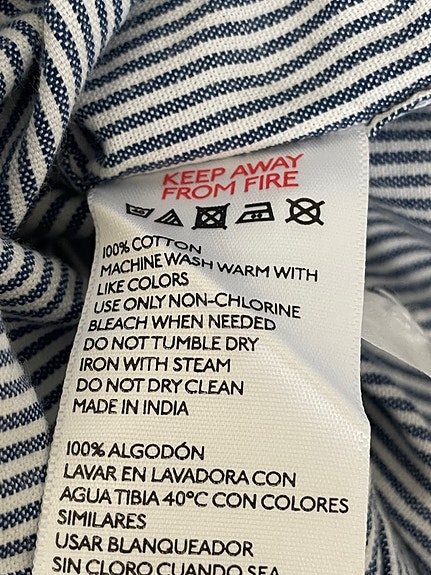 KEEP AWAY
FROM FIRE
100% COTTON
MACHINE WASH WARM WITH
LIKE COLORS
USE ONLY NON-CHLORINE
BLEACH WHEN NEEDED
DO NOT TUMBLE DRY
IRON WITH STEAM
DO NOT DRY CLEAN
MADE IN INDIA
100% ALGODÓN
LAVAR EN LAVADORA CON
AGUA TIBIA 40°C CON COLORES
SIMILARES
USAR BLANQUEADOR
SIN CLORO CUANDO SEA